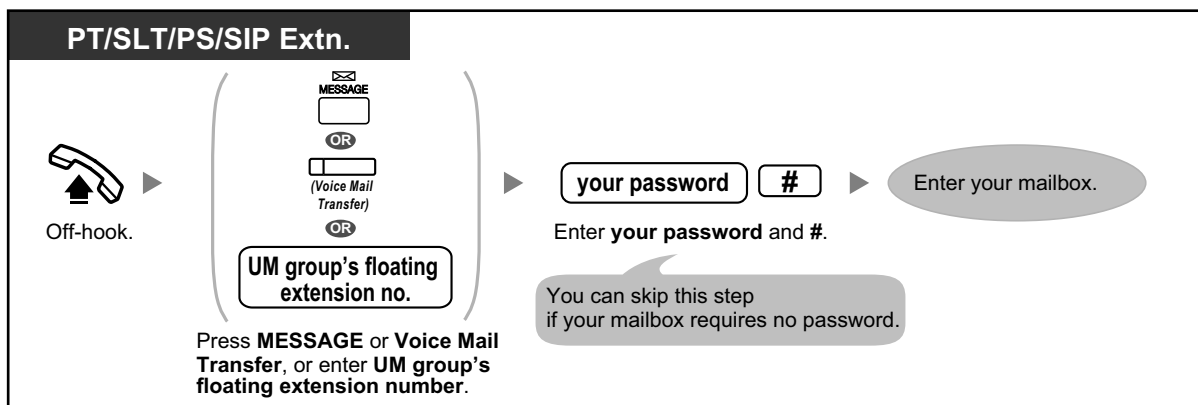 PT/SLT/PS/SIP Extn.
MESSAGE
OR
(Voice Mail
Transfer)
OR
UM group's floating
extension no.
Press MESSAGE or Voice Mail
Transfer, or enter UM group's
floating extension number.
Off-hook.
your password #
Enter your password and #.
You can skip this step
if your mailbox requires no password.
Enter your mailbox.